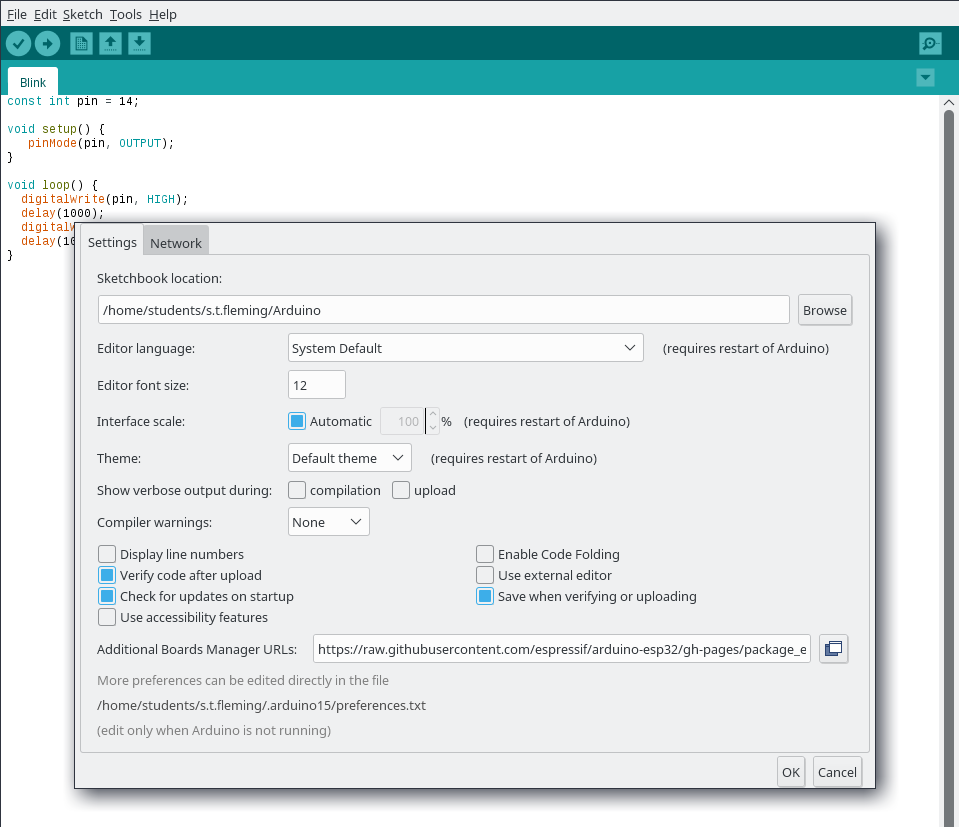 File Edit Sketch Tools Help
Blink
const int pin = 14;
void setup() {
pinMode(pin, OUTPUT);
}
void loop() {
digitalWrite(pin, HIGH);
delay(1000);
digitalW
delay(10
}
Settings Network
Sketchbook location:
/home/students/s.t.fleming/Arduino Browse
Editor language: System Default (requires restart of Arduino)
Editor font size: 12
Interface scale: Automatic 100 % (requires restart of Arduino)
Theme: Default theme (requires restart of Arduino)
Show verbose output during: compilation upload
Compiler warnings: None
Display line numbers Enable Code Folding
Verify code after upload Use external editor
Check for updates on startup Save when verifying or uploading
Use accessibility features
Additional Boards Manager URLs: https://raw.githubusercontent.com/espressif/arduino-esp32/gh-pages/package_e
More preferences can be edited directly in the file
/home/students/s.t.fleming/.arduino15/preferences.txt
(edit only when Arduino is not running)
OK Cancel